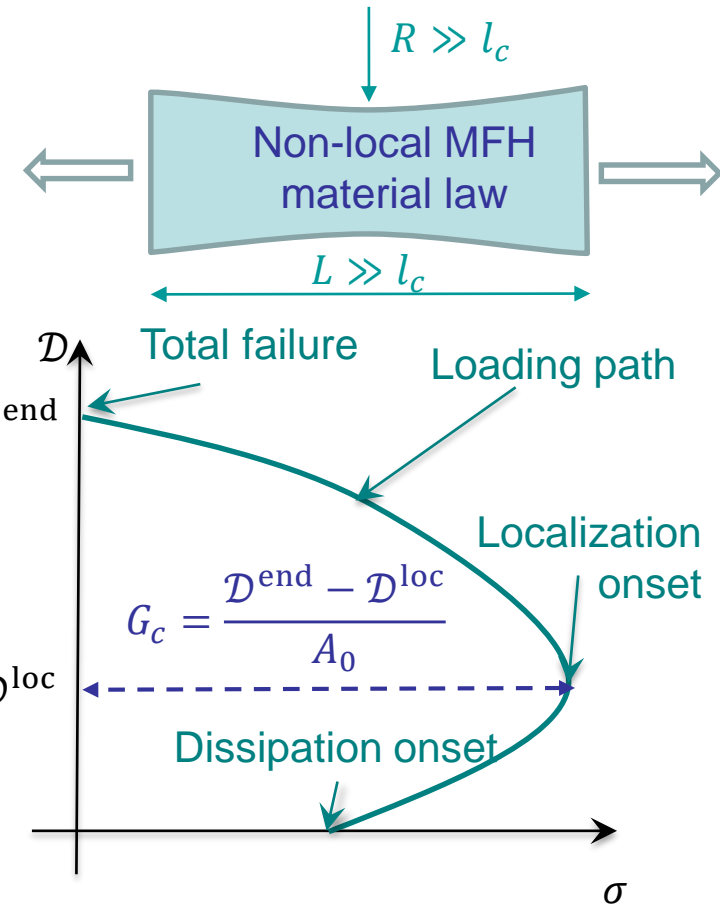 R ≫ l_c
Non-local MFH
material law
L ≫ l_c
𝒟
Total failure
Loading path
end
Localization
onset
G_c = (𝒟^end − 𝒟^loc) / A_0
𝒟^loc
Dissipation onset
σ